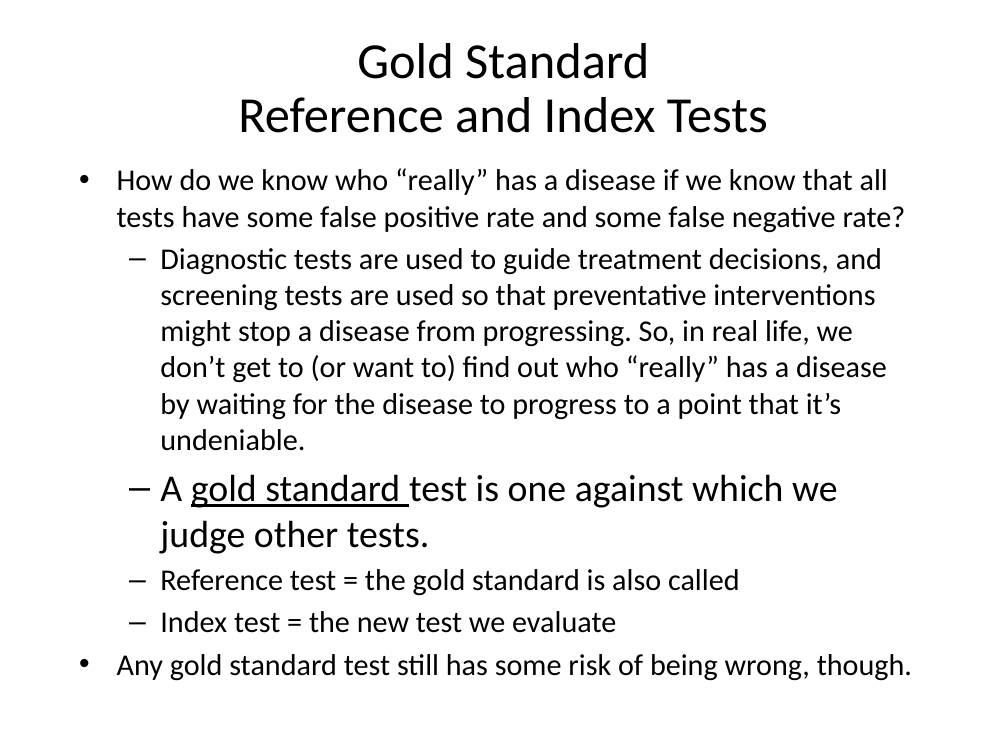 Gold Standard
Reference and Index Tests
• How do we know who “really” has a disease if we know that all
tests have some false positive rate and some false negative rate?
– Diagnostic tests are used to guide treatment decisions, and
screening tests are used so that preventative interventions
might stop a disease from progressing. So, in real life, we
don’t get to (or want to) find out who “really” has a disease
by waiting for the disease to progress to a point that it’s
undeniable.
– A gold standard test is one against which we
judge other tests.
– Reference test = the gold standard is also called
– Index test = the new test we evaluate
• Any gold standard test still has some risk of being wrong, though.